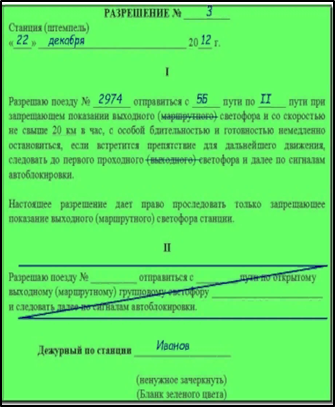 РАЗРЕШЕНИЕ № 3
Станция (штемпель)
« 22 » декабря 2012 г.
I
Разрешаю поезду № 2974 отправиться с 5Б пути по II пути при
запрещающем показании выходного (маршрутного) светофора и со скоростью
не свыше 20 км в час, с особой бдительностью и готовностью немедленно
остановиться, если встретится препятствие для дальнейшего движения,
следовать до первого проходного (выходного) светофора и далее по сигналам
автоблокировки.
Настоящее разрешение дает право проследовать только запрещающее
показание выходного (маршрутного) светофора станции.
II
Разрешаю поезду № отправиться с пути по открытому
выходному (маршрутному) групповому светофору
и следовать далее по сигналам автоблокировки.
Дежурный по станции Иванов
(ненужное зачеркнуть)
(Бланк зеленого цвета)